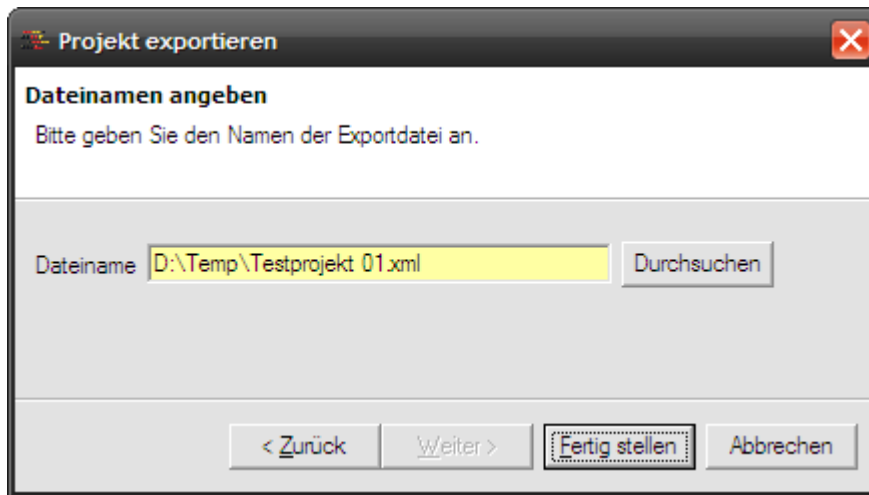 Projekt exportieren
Dateinamen angeben
Bitte geben Sie den Namen der Exportdatei an.
Dateiname D:\Temp\Testprojekt 01.xml Durchsuchen
< Zurück Weiter > Fertig stellen Abbrechen